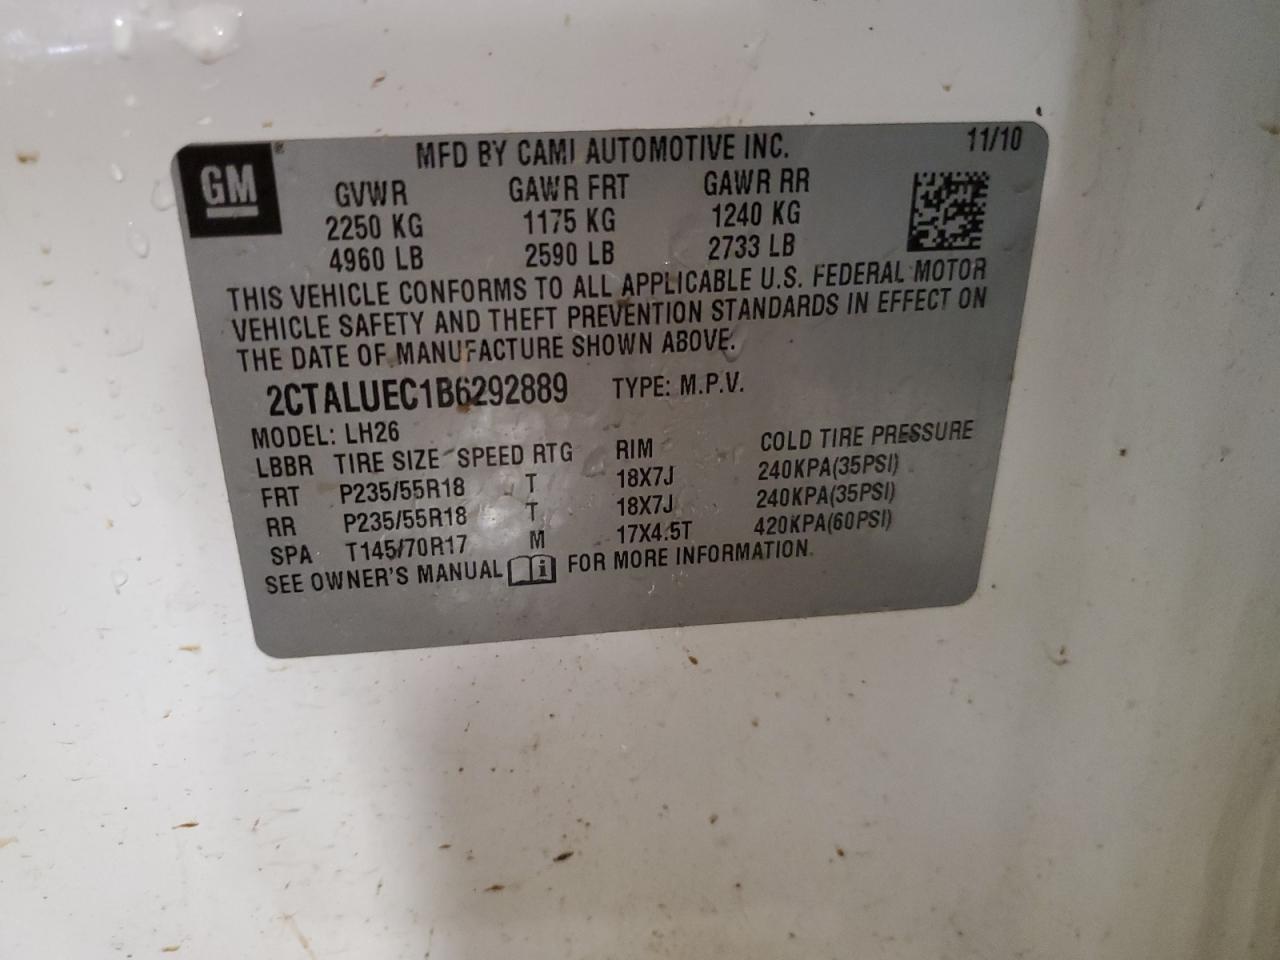 GM
MFD BY CAMI AUTOMOTIVE INC. 11/10
GVWR GAWR FRT GAWR RR
2250 KG 1175 KG 1240 KG
4960 LB 2590 LB 2733 LB
THIS VEHICLE CONFORMS TO ALL APPLICABLE U.S. FEDERAL MOTOR
VEHICLE SAFETY AND THEFT PREVENTION STANDARDS IN EFFECT ON
THE DATE OF MANUFACTURE SHOWN ABOVE.
2CTALUEC1B6292889 TYPE: M.P.V.
MODEL: LH26
LBBR TIRE SIZE SPEED RTG RIM COLD TIRE PRESSURE
FRT P235/55R18 T 18X7J 240KPA(35PSI)
RR P235/55R18 T 18X7J 240KPA(35PSI)
SPA T145/70R17 M 17X4.5T 420KPA(60PSI)
SEE OWNER'S MANUAL i FOR MORE INFORMATION.